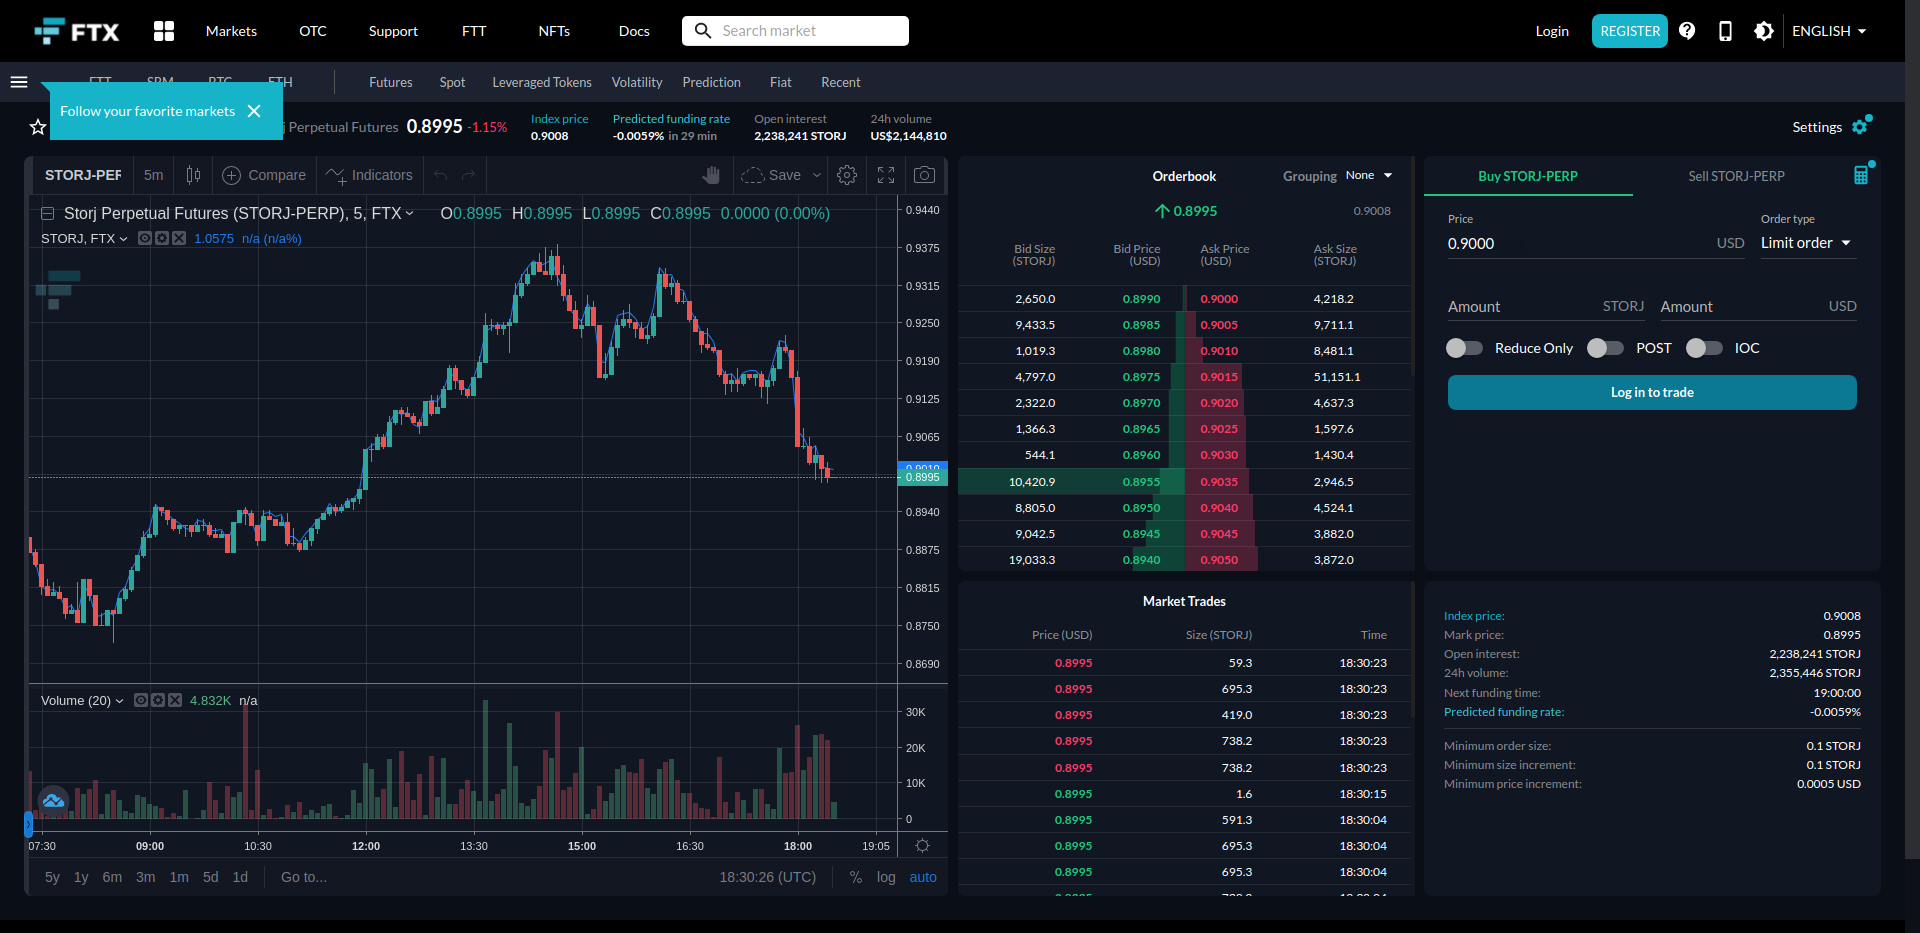 FTX Markets OTC Support FTT NFTs Docs Search market Login REGISTER ENGLISH
FTT SRM BTC ETH Futures Spot Leveraged Tokens Volatility Prediction Fiat Recent
Follow your favorite markets
Perpetual Futures 0.8995 -1.15%
Index price
0.9008
Predicted funding rate
-0.0059% in 29 min
Open interest
2,238,241 STORJ
24h volume
US$2,144,810
Settings
STORJ-PER 5m Compare Indicators Save
Storj Perpetual Futures (STORJ-PERP), 5, FTX O0.8995 H0.8995 L0.8995 C0.8995 0.0000 (0.00%)
STORJ, FTX 1.0575 n/a (n/a%)
0.9440
0.9375
0.9315
0.9250
0.9190
0.9125
0.9065
0.9010
0.8995
0.8940
0.8875
0.8815
0.8750
0.8690
Volume (20) 4.832K n/a
30K
20K
10K
0
07:30 09:00 10:30 12:00 13:30 15:00 16:30 18:00 19:05
5y 1y 6m 3m 1m 5d 1d Go to... 18:30:26 (UTC) % log auto
Orderbook Grouping None
0.8995 0.9008
Bid Size (STORJ) Bid Price (USD) Ask Price (USD) Ask Size (STORJ)
2,650.0 0.8990 0.9000 4,218.2
9,433.5 0.8985 0.9005 9,711.1
1,019.3 0.8980 0.9010 8,481.1
4,797.0 0.8975 0.9015 51,151.1
2,322.0 0.8970 0.9020 4,637.3
1,366.3 0.8965 0.9025 1,597.6
544.1 0.8960 0.9030 1,430.4
10,420.9 0.8955 0.9035 2,946.5
8,805.0 0.8950 0.9040 4,524.1
9,042.5 0.8945 0.9045 3,882.0
19,033.3 0.8940 0.9050 3,872.0
Market Trades
Price (USD) Size (STORJ) Time
0.8995 59.3 18:30:23
0.8995 695.3 18:30:23
0.8995 419.0 18:30:23
0.8995 738.2 18:30:23
0.8995 738.2 18:30:23
0.8995 1.6 18:30:15
0.8995 591.3 18:30:04
0.8995 695.3 18:30:04
0.8995 695.3 18:30:04
Buy STORJ-PERP Sell STORJ-PERP
Price Order type
0.9000 USD Limit order
Amount STORJ Amount USD
Reduce Only POST IOC
Log in to trade
Index price: 0.9008
Mark price: 0.8995
Open interest: 2,238,241 STORJ
24h volume: 2,355,446 STORJ
Next funding time: 19:00:00
Predicted funding rate: -0.0059%
Minimum order size: 0.1 STORJ
Minimum size increment: 0.1 STORJ
Minimum price increment: 0.0005 USD